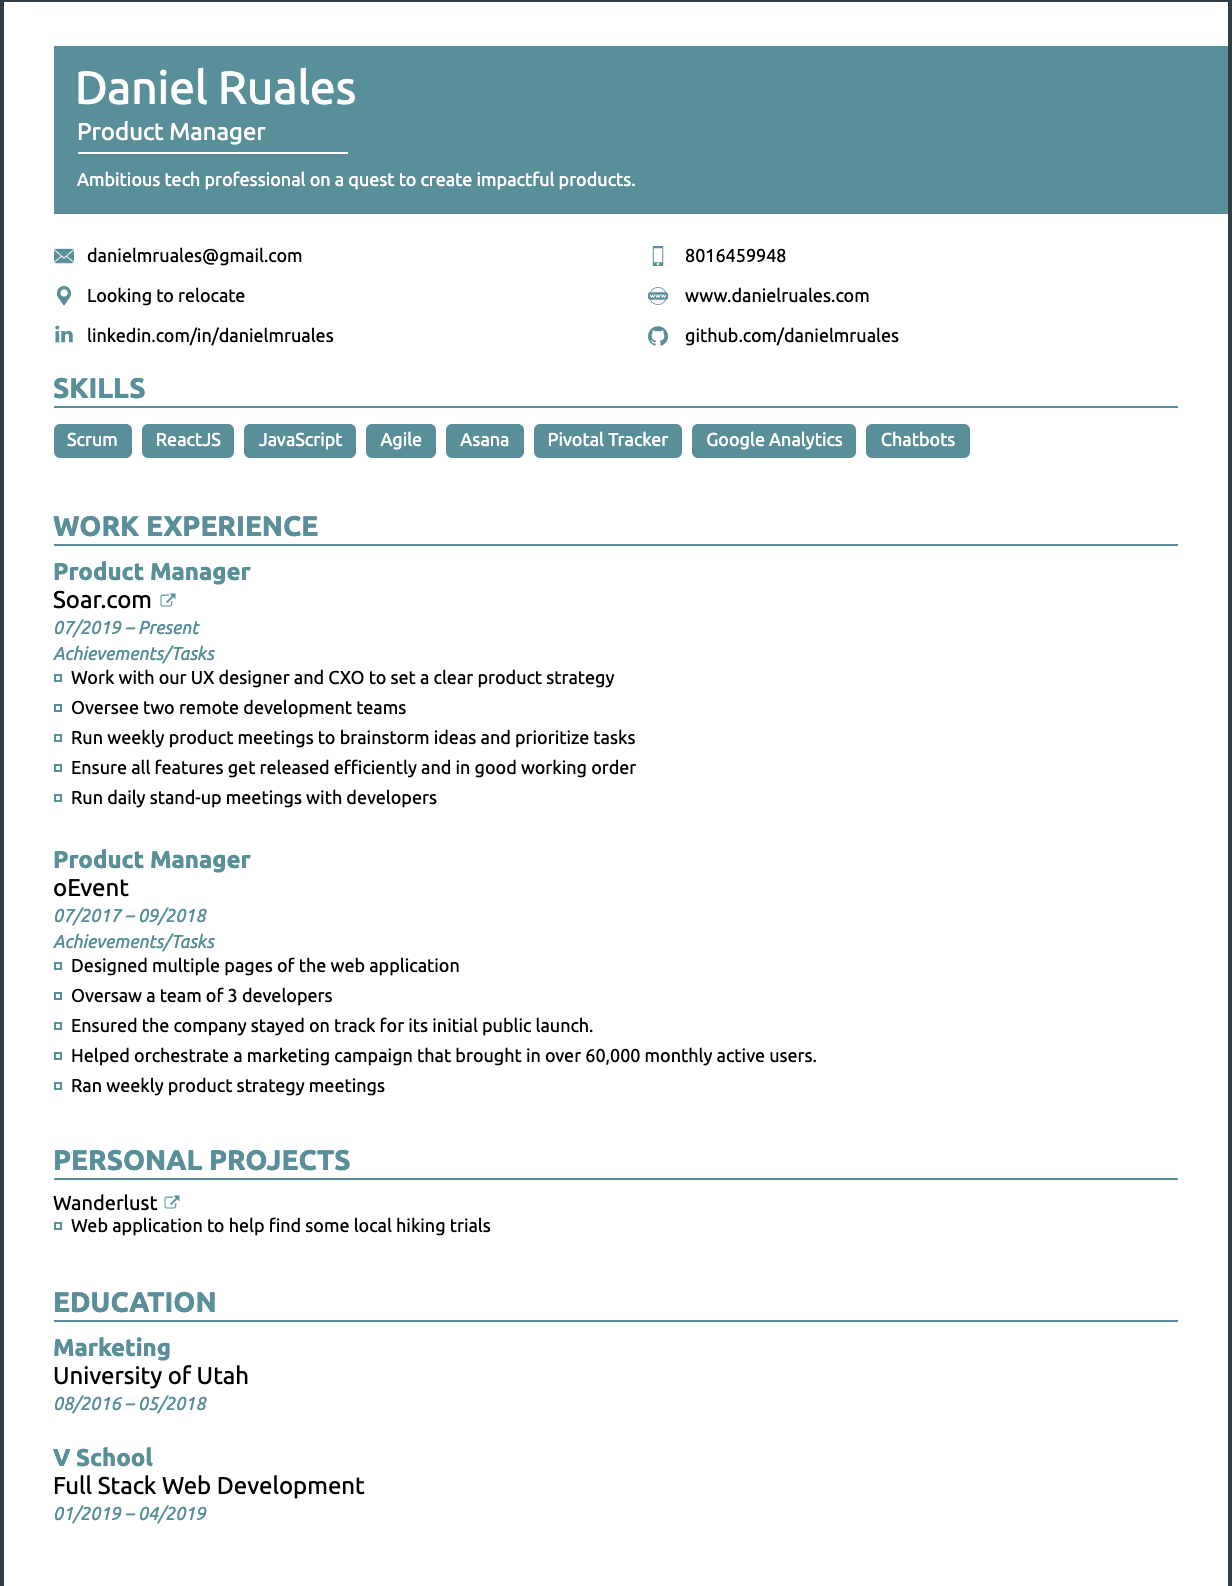 Daniel Ruales
Product Manager
Ambitious tech professional on a quest to create impactful products.
danielmruales@gmail.com
8016459948
Looking to relocate
www.danielruales.com
linkedin.com/in/danielmruales
github.com/danielmruales
SKILLS
Scrum ReactJS JavaScript Agile Asana Pivotal Tracker Google Analytics Chatbots
WORK EXPERIENCE
Product Manager
Soar.com
07/2019 – Present
Achievements/Tasks
Work with our UX designer and CXO to set a clear product strategy
Oversee two remote development teams
Run weekly product meetings to brainstorm ideas and prioritize tasks
Ensure all features get released efficiently and in good working order
Run daily stand-up meetings with developers
Product Manager
oEvent
07/2017 – 09/2018
Achievements/Tasks
Designed multiple pages of the web application
Oversaw a team of 3 developers
Ensured the company stayed on track for its initial public launch.
Helped orchestrate a marketing campaign that brought in over 60,000 monthly active users.
Ran weekly product strategy meetings
PERSONAL PROJECTS
Wanderlust
Web application to help find some local hiking trials
EDUCATION
Marketing
University of Utah
08/2016 – 05/2018
V School
Full Stack Web Development
01/2019 – 04/2019